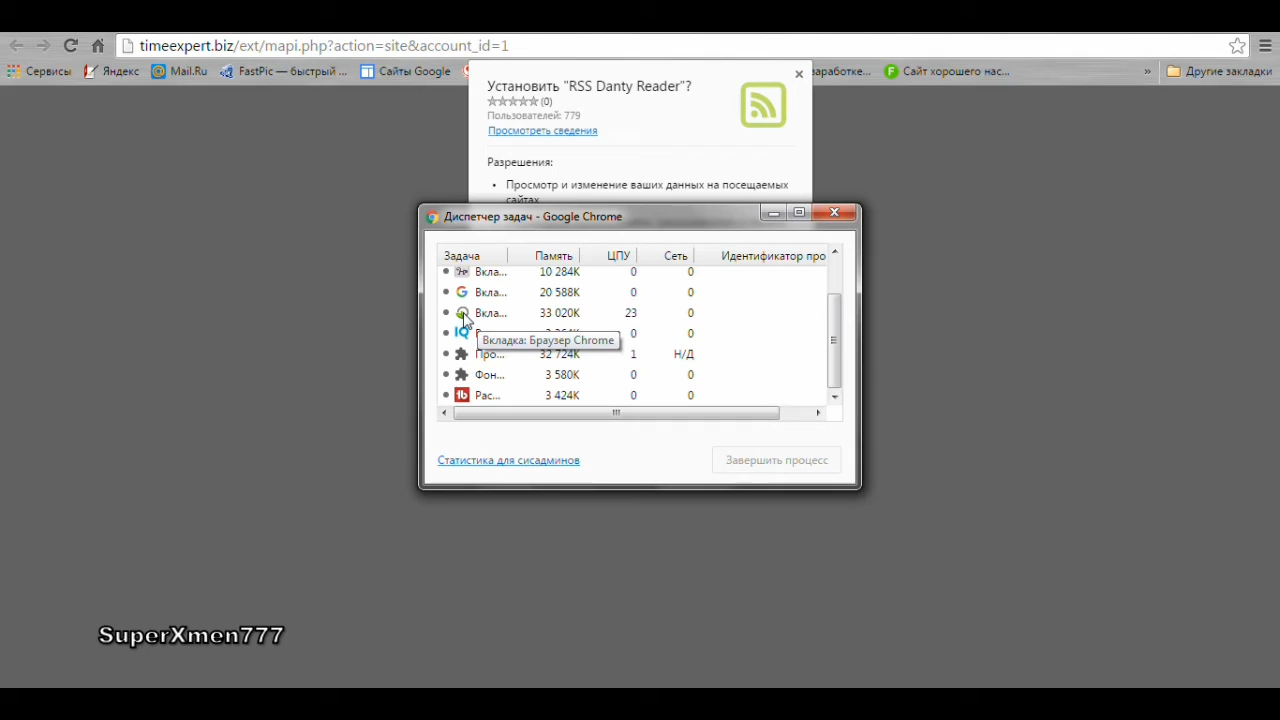 timeexpert.biz/ext/mapi.php?action=site&account_id=1
Сервисы Яндекс Mail.Ru FastPic — быстрый ... Сайты Google аработке... Сайт хорошего нас... » Другие закладки
Установить "RSS Danty Reader"?
(0)
Пользователей: 779
Просмотреть сведения
Разрешения:
• Просмотр и изменение ваших данных на посещаемых
сайтах
Диспетчер задач - Google Chrome
Задача Память ЦПУ Сеть Идентификатор про
Вкла... 10 284K 0 0
Вкла... 20 588K 0 0
Вкла... 33 020K 23 0
IQ 0 0
Вкладка: Браузер Chrome
Про... 32 724K 1 Н/Д
Фон... 3 580K 0 0
Рас... 3 424K 0 0
Статистика для сисадминов
Завершить процесс
SuperXmen777